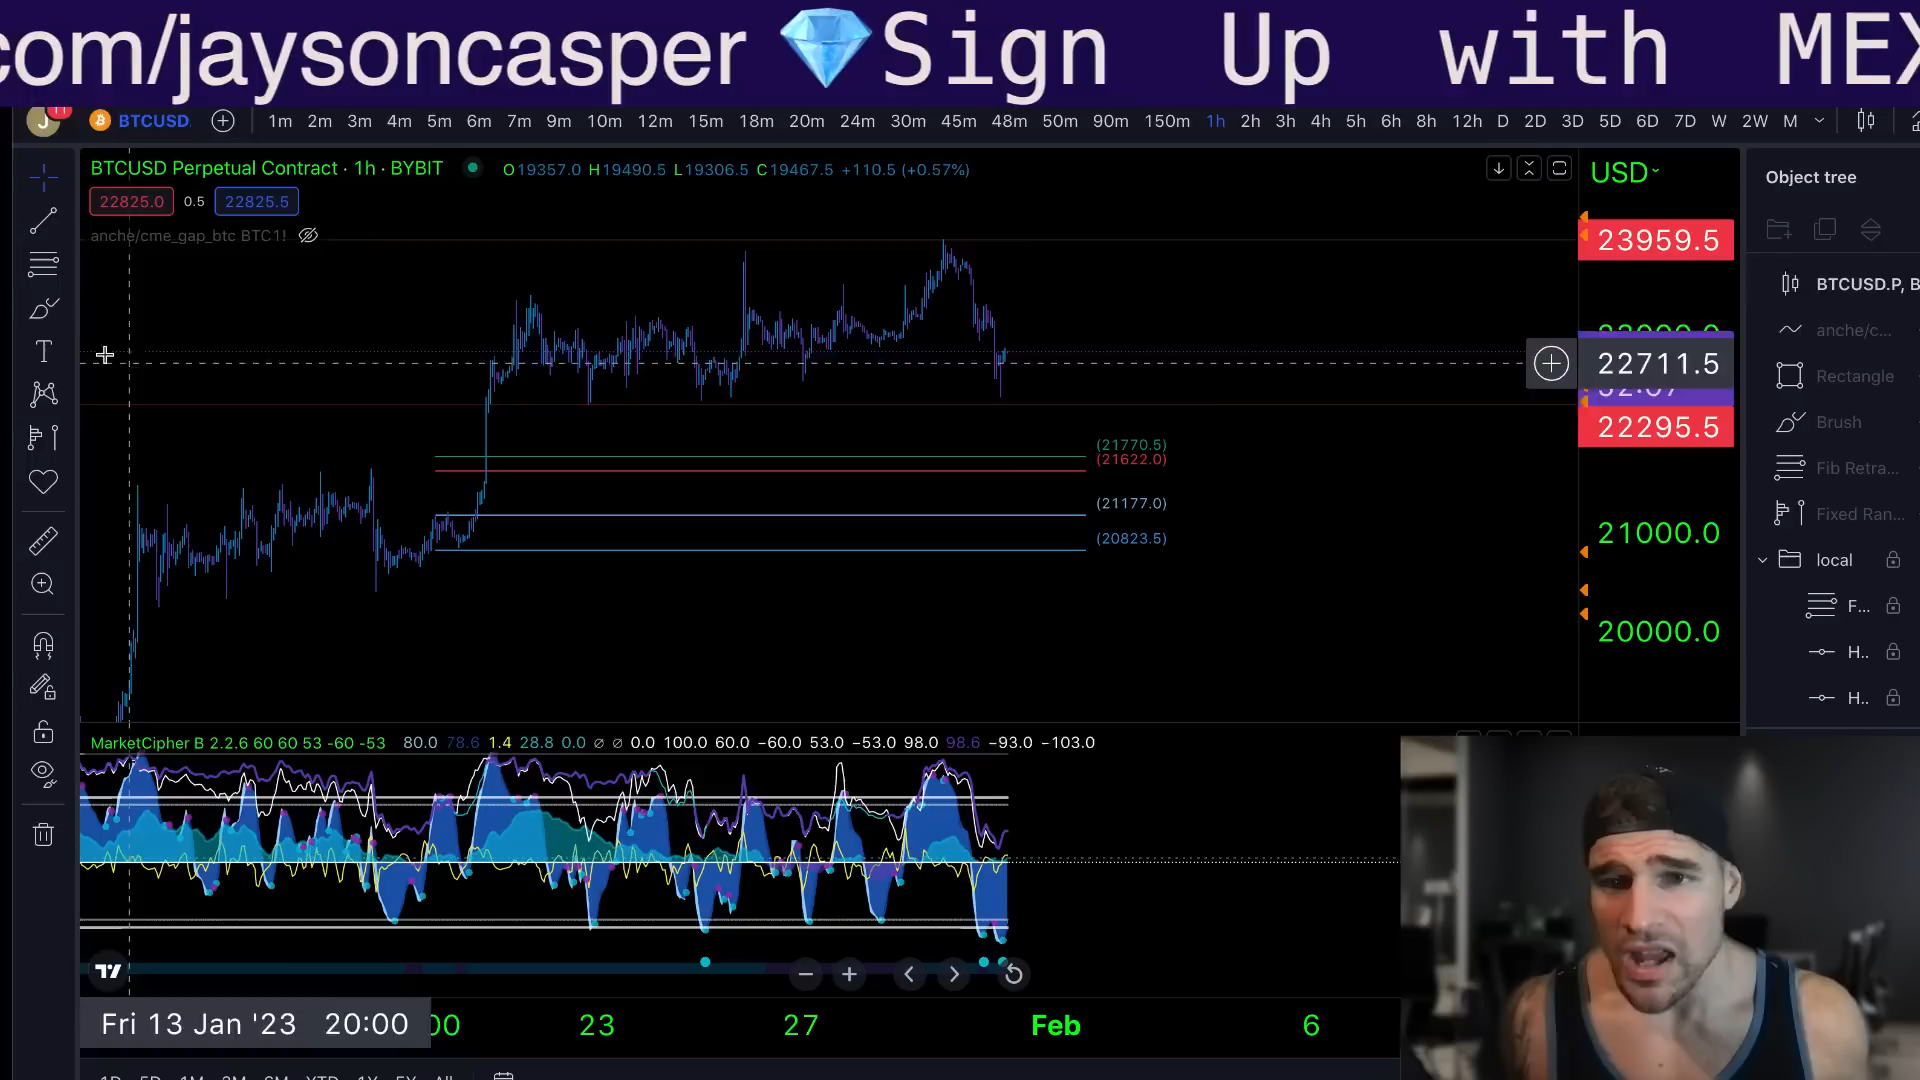 com/jaysoncasper 💎Sign Up with MEX
J 11 BTCUSD 1m 2m 3m 4m 5m 6m 7m 9m 10m 12m 15m 18m 20m 24m 30m 45m 48m 50m 90m 150m 1h 2h 3h 4h 5h 6h 8h 12h D 2D 3D 5D 6D 7D W 2W M
BTCUSD Perpetual Contract · 1h · BYBIT O19357.0 H19490.5 L19306.5 C19467.5 +110.5 (+0.57%)
USD
Object tree
22825.0 0.5 22825.5
anche/cme_gap_btc BTC1!
23959.5
BTCUSD.P, B
anche/c...
22711.5
Rectangle
22295.5
Brush
(21770.5)
(21622.0)
Fib Retra...
(21177.0)
Fixed Ran...
21000.0
(20823.5)
local
F...
20000.0
H..
H..
MarketCipher B 2.2.6 60 60 53 -60 -53 80.0 78.6 1.4 28.8 0.0 ∅ ∅ 0.0 100.0 60.0 −60.0 53.0 −53.0 98.0 98.6 −93.0 −103.0
Fri 13 Jan '23 20:00 23 27 Feb 6